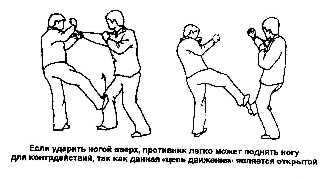 Если ударить ногой вверх, противник легко может поднять ногу
для контрдействий, так как данная «цепь движения» является открытой